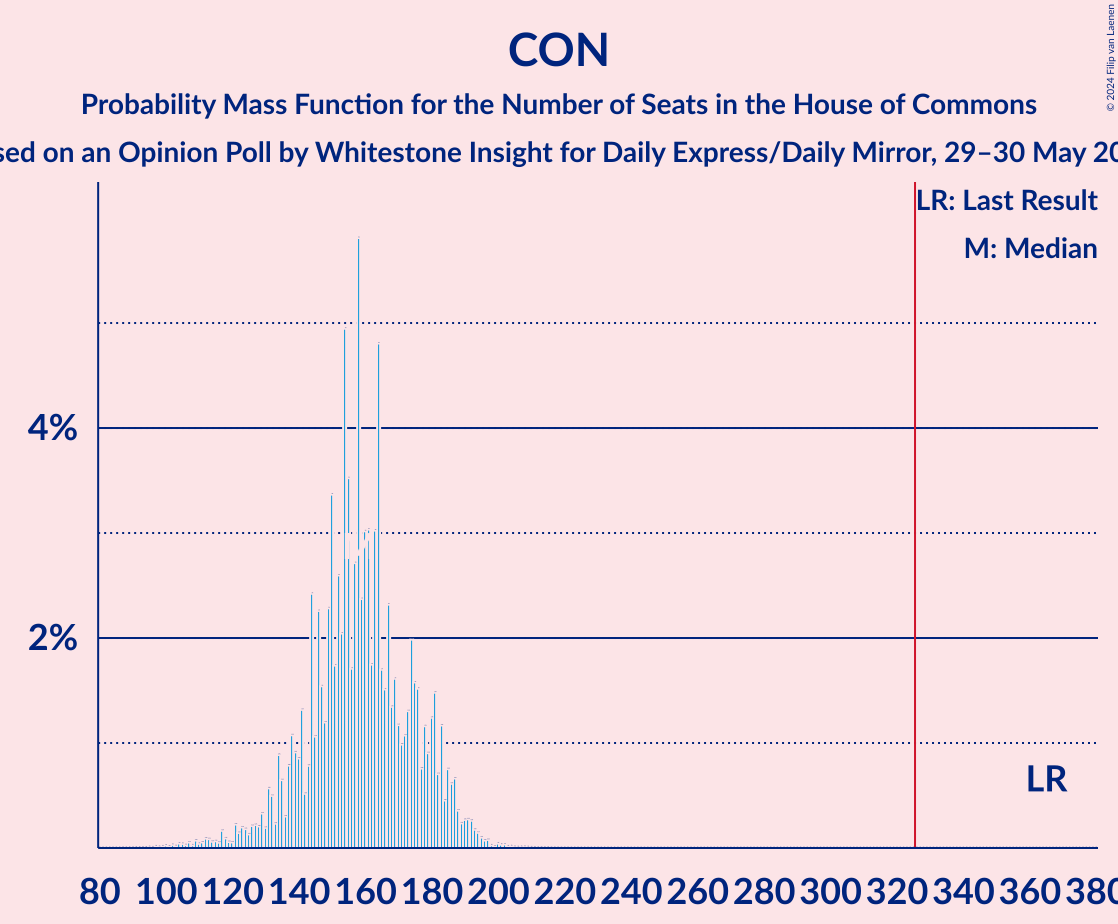 CON
Probability Mass Function for the Number of Seats in the House of Commons
sed on an Opinion Poll by Whitestone Insight for Daily Express/Daily Mirror, 29–30 May 20
© 2024 Filip van Laenen
LR: Last Result
M: Median
4%
2%
LR
80 100 120 140 160 180 200 220 240 260 280 300 320 340 360 380